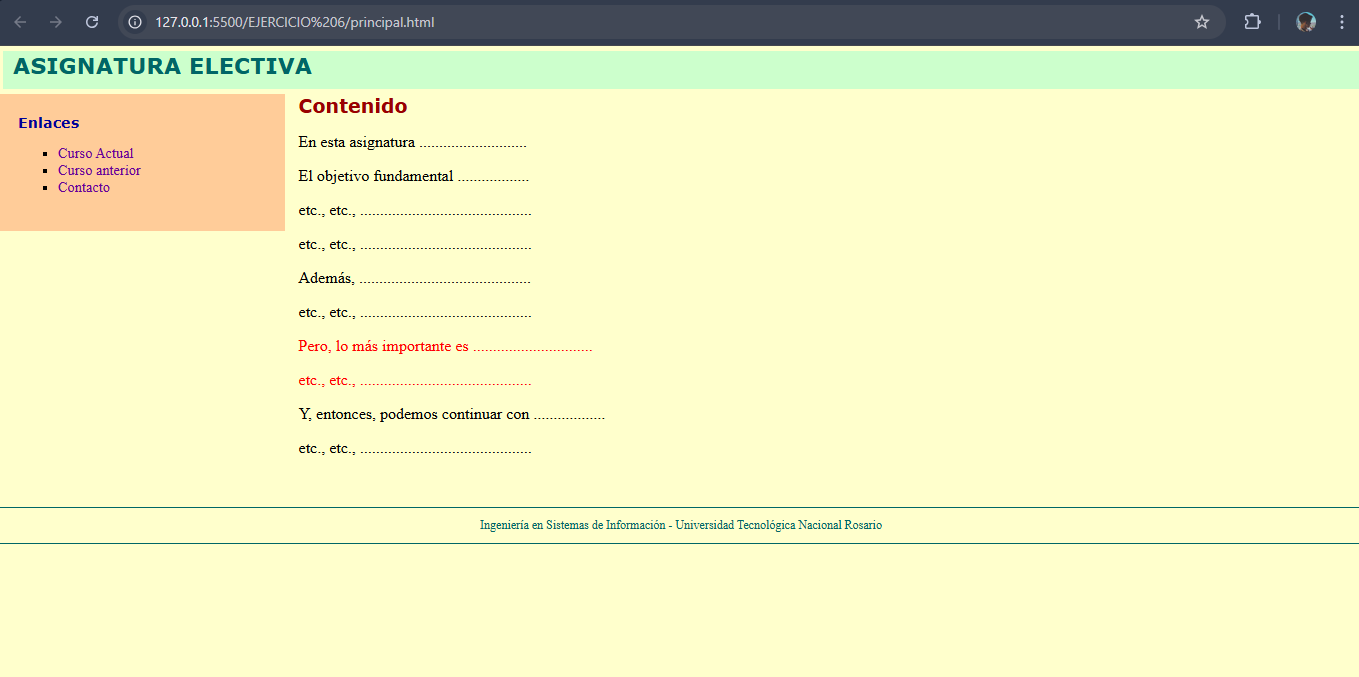 127.0.0.1:5500/EJERCICIO%206/principal.html
ASIGNATURA ELECTIVA
Enlaces
Curso Actual
Curso anterior
Contacto
Contenido
En esta asignatura ...........................
El objetivo fundamental ..................
etc., etc., ...........................................
etc., etc., ...........................................
Además, ...........................................
etc., etc., ...........................................
Pero, lo más importante es ..............................
etc., etc., ...........................................
Y, entonces, podemos continuar con ..................
etc., etc., ...........................................
Ingeniería en Sistemas de Información - Universidad Tecnológica Nacional Rosario